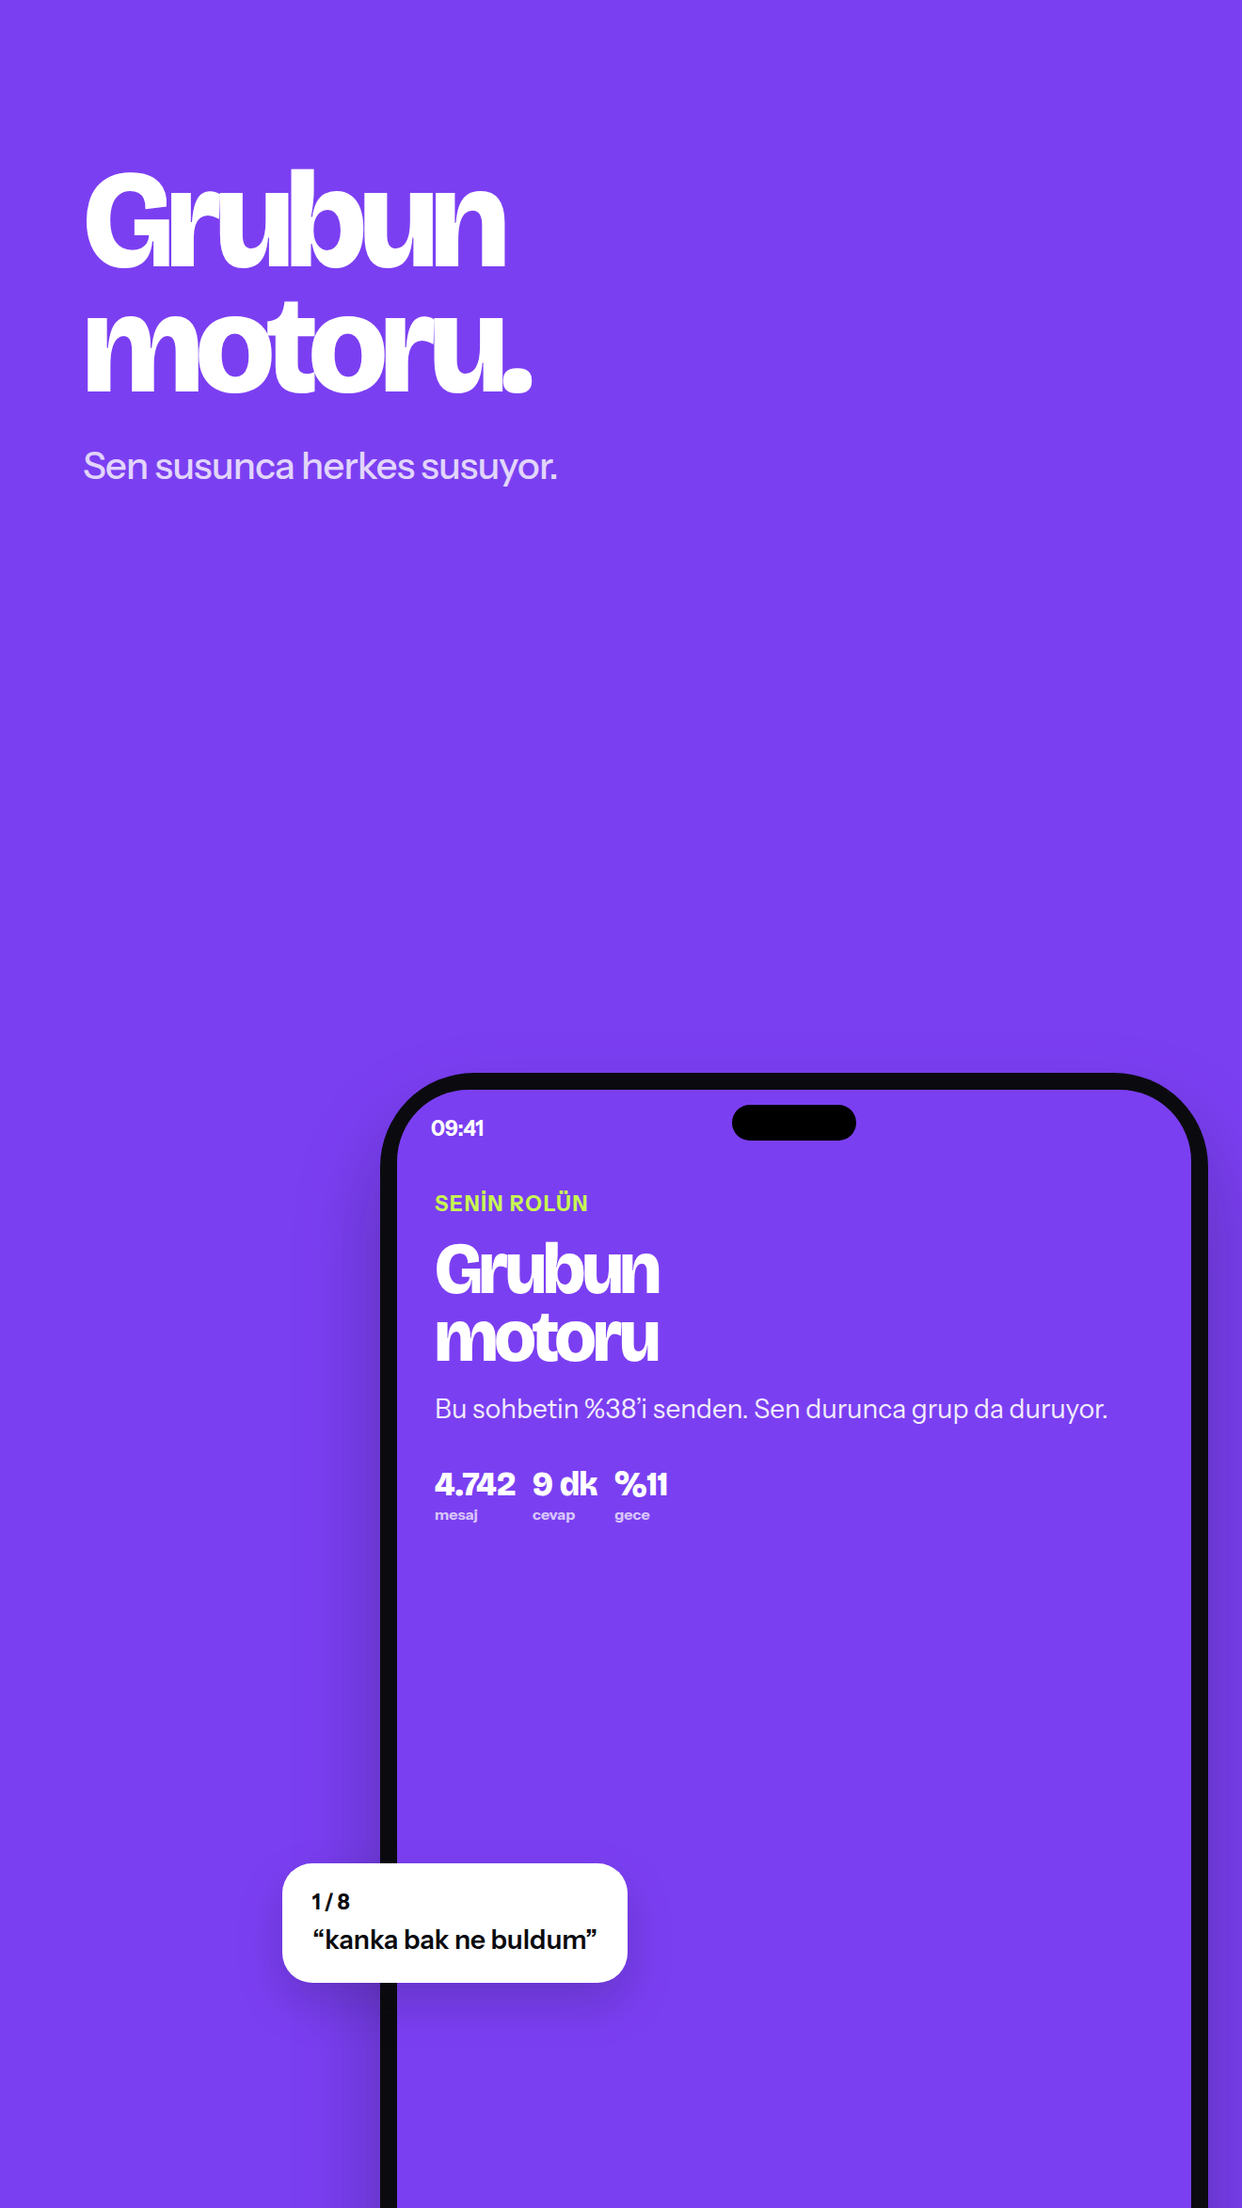 Grubun
motoru.
Sen susunca herkes susuyor.
09:41
SENİN ROLÜN
Grubun
motoru
Bu sohbetin %38’i senden. Sen durunca grup da duruyor.
4.742 9 dk %11
mesaj cevap gece
1 / 8
“kanka bak ne buldum”